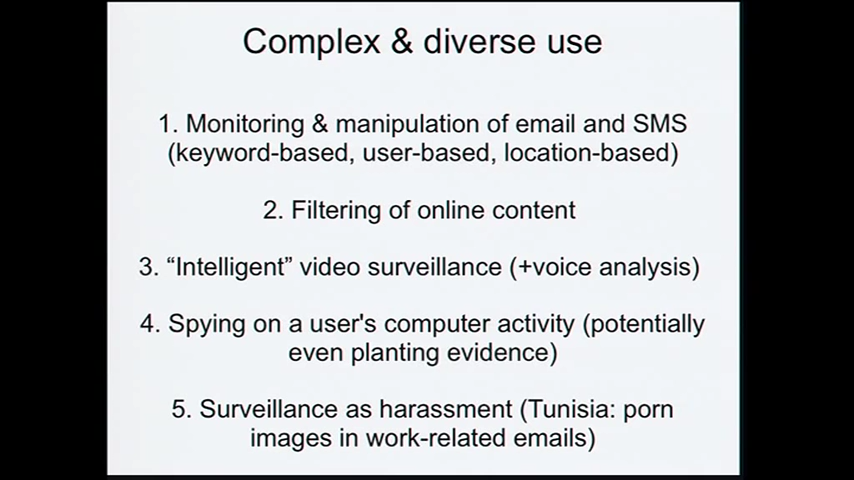 Complex & diverse use
1. Monitoring & manipulation of email and SMS
(keyword-based, user-based, location-based)
2. Filtering of online content
3. “Intelligent” video surveillance (+voice analysis)
4. Spying on a user's computer activity (potentially
even planting evidence)
5. Surveillance as harassment (Tunisia: porn
images in work-related emails)